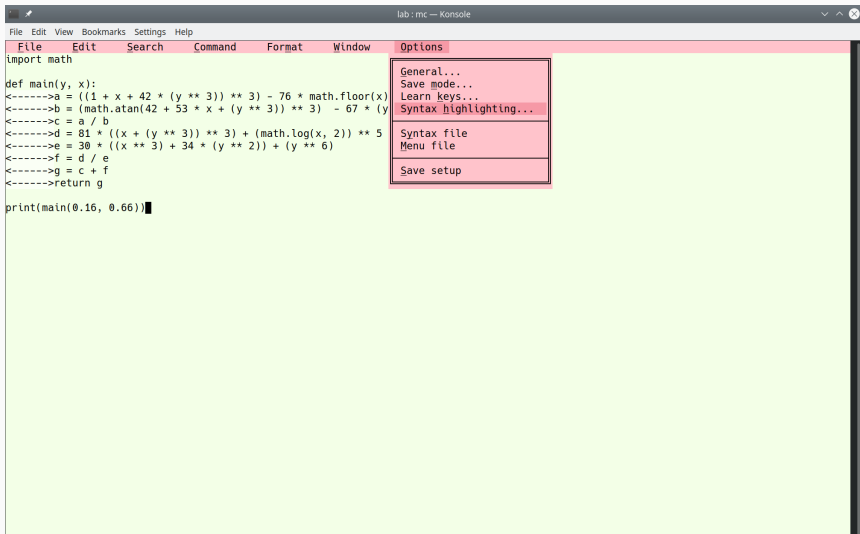 lab : mc — Konsole
File Edit View Bookmarks Settings Help
File Edit Search Command Format Window Options
import math
def main(y, x):
<------>a = ((1 + x + 42 * (y ** 3)) ** 3) - 76 * math.floor(x)
<------>b = (math.atan(42 + 53 * x + (y ** 3)) ** 3)  - 67 * (y
<------>c = a / b
<------>d = 81 * ((x + (y ** 3)) ** 3) + (math.log(x, 2)) ** 5
<------>e = 30 * ((x ** 3) + 34 * (y ** 2)) + (y ** 6)
<------>f = d / e
<------>g = c + f
<------>return g
print(main(0.16, 0.66))
General...
Save mode...
Learn keys...
Syntax highlighting...
Syntax file
Menu file
Save setup